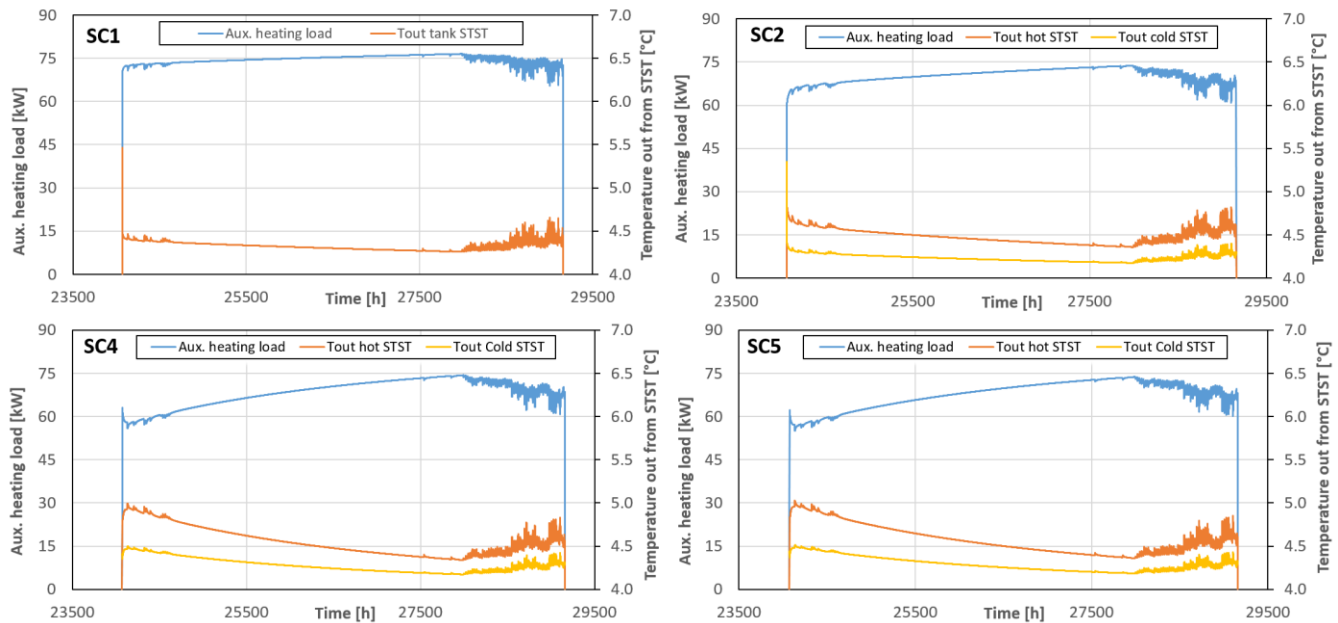 SC1
Aux. heating load
Tout tank STST
Aux. heating load [kW]
90
75
60
45
30
15
0
7.0
6.5
6.0
5.5
5.0
4.5
4.0
Temperature out from STST [°C]
23500
25500
27500
29500
Time [h]
SC2
Aux. heating load
Tout hot STST
Tout cold STST
Aux. heating load [kW]
90
75
60
45
30
15
0
7.0
6.5
6.0
5.5
5.0
4.5
4.0
Temperature out from STST [°C]
23500
25500
27500
29500
Time [h]
SC4
Aux. heating load
Tout hot STST
Tout Cold STST
Aux. heating load [kW]
90
75
60
45
30
15
0
7.0
6.5
6.0
5.5
5.0
4.5
4.0
Temperature out from STST [°C]
23500
25500
27500
29500
Time [h]
SC5
Aux. heating load
Tout hot STST
Tout Cold STST
Aux. heating load [kW]
90
75
60
45
30
15
0
7.0
6.5
6.0
5.5
5.0
4.5
4.0
Temperature out from STST [°C]
23500
25500
27500
29500
Time [h]